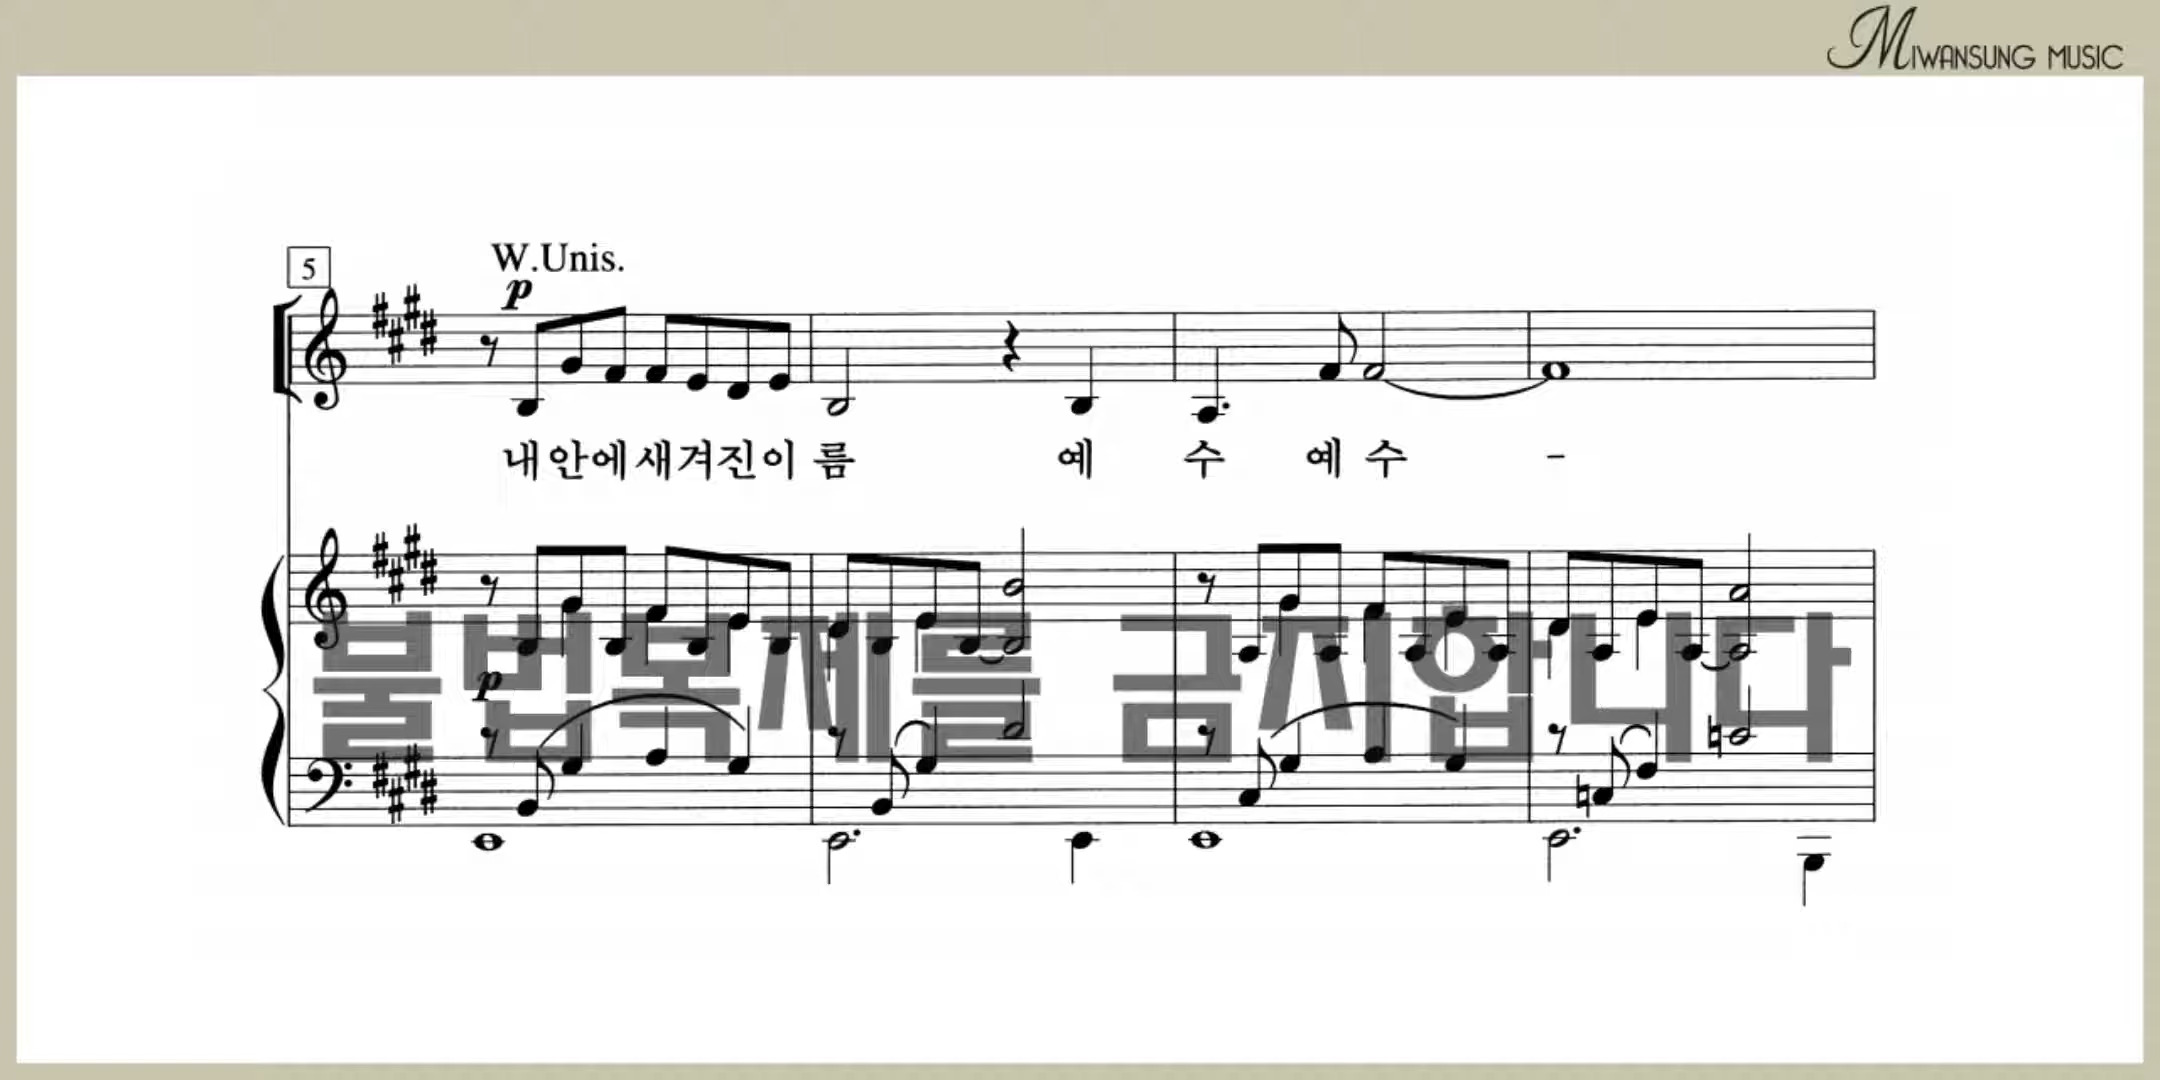 MIWANSUNG MUSIC
5
W.Unis.
p
내 안 에 새 겨 진 이 름 예 수 예 수 -
p
불법복제를 금지합니다